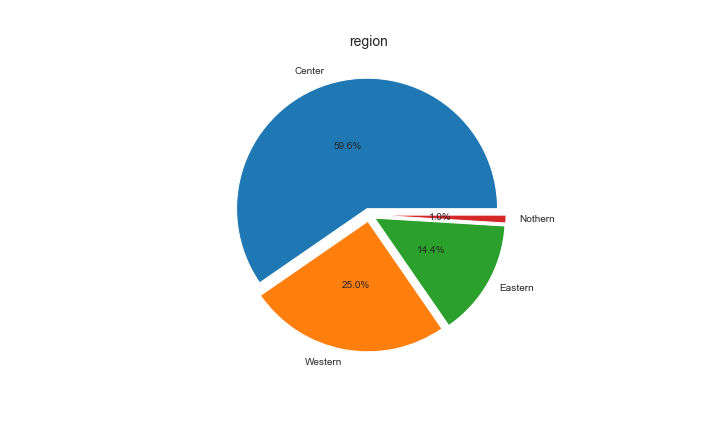 region
Center
59.6%
1.0%
Nothern
14.4%
25.0%
Eastern
Western